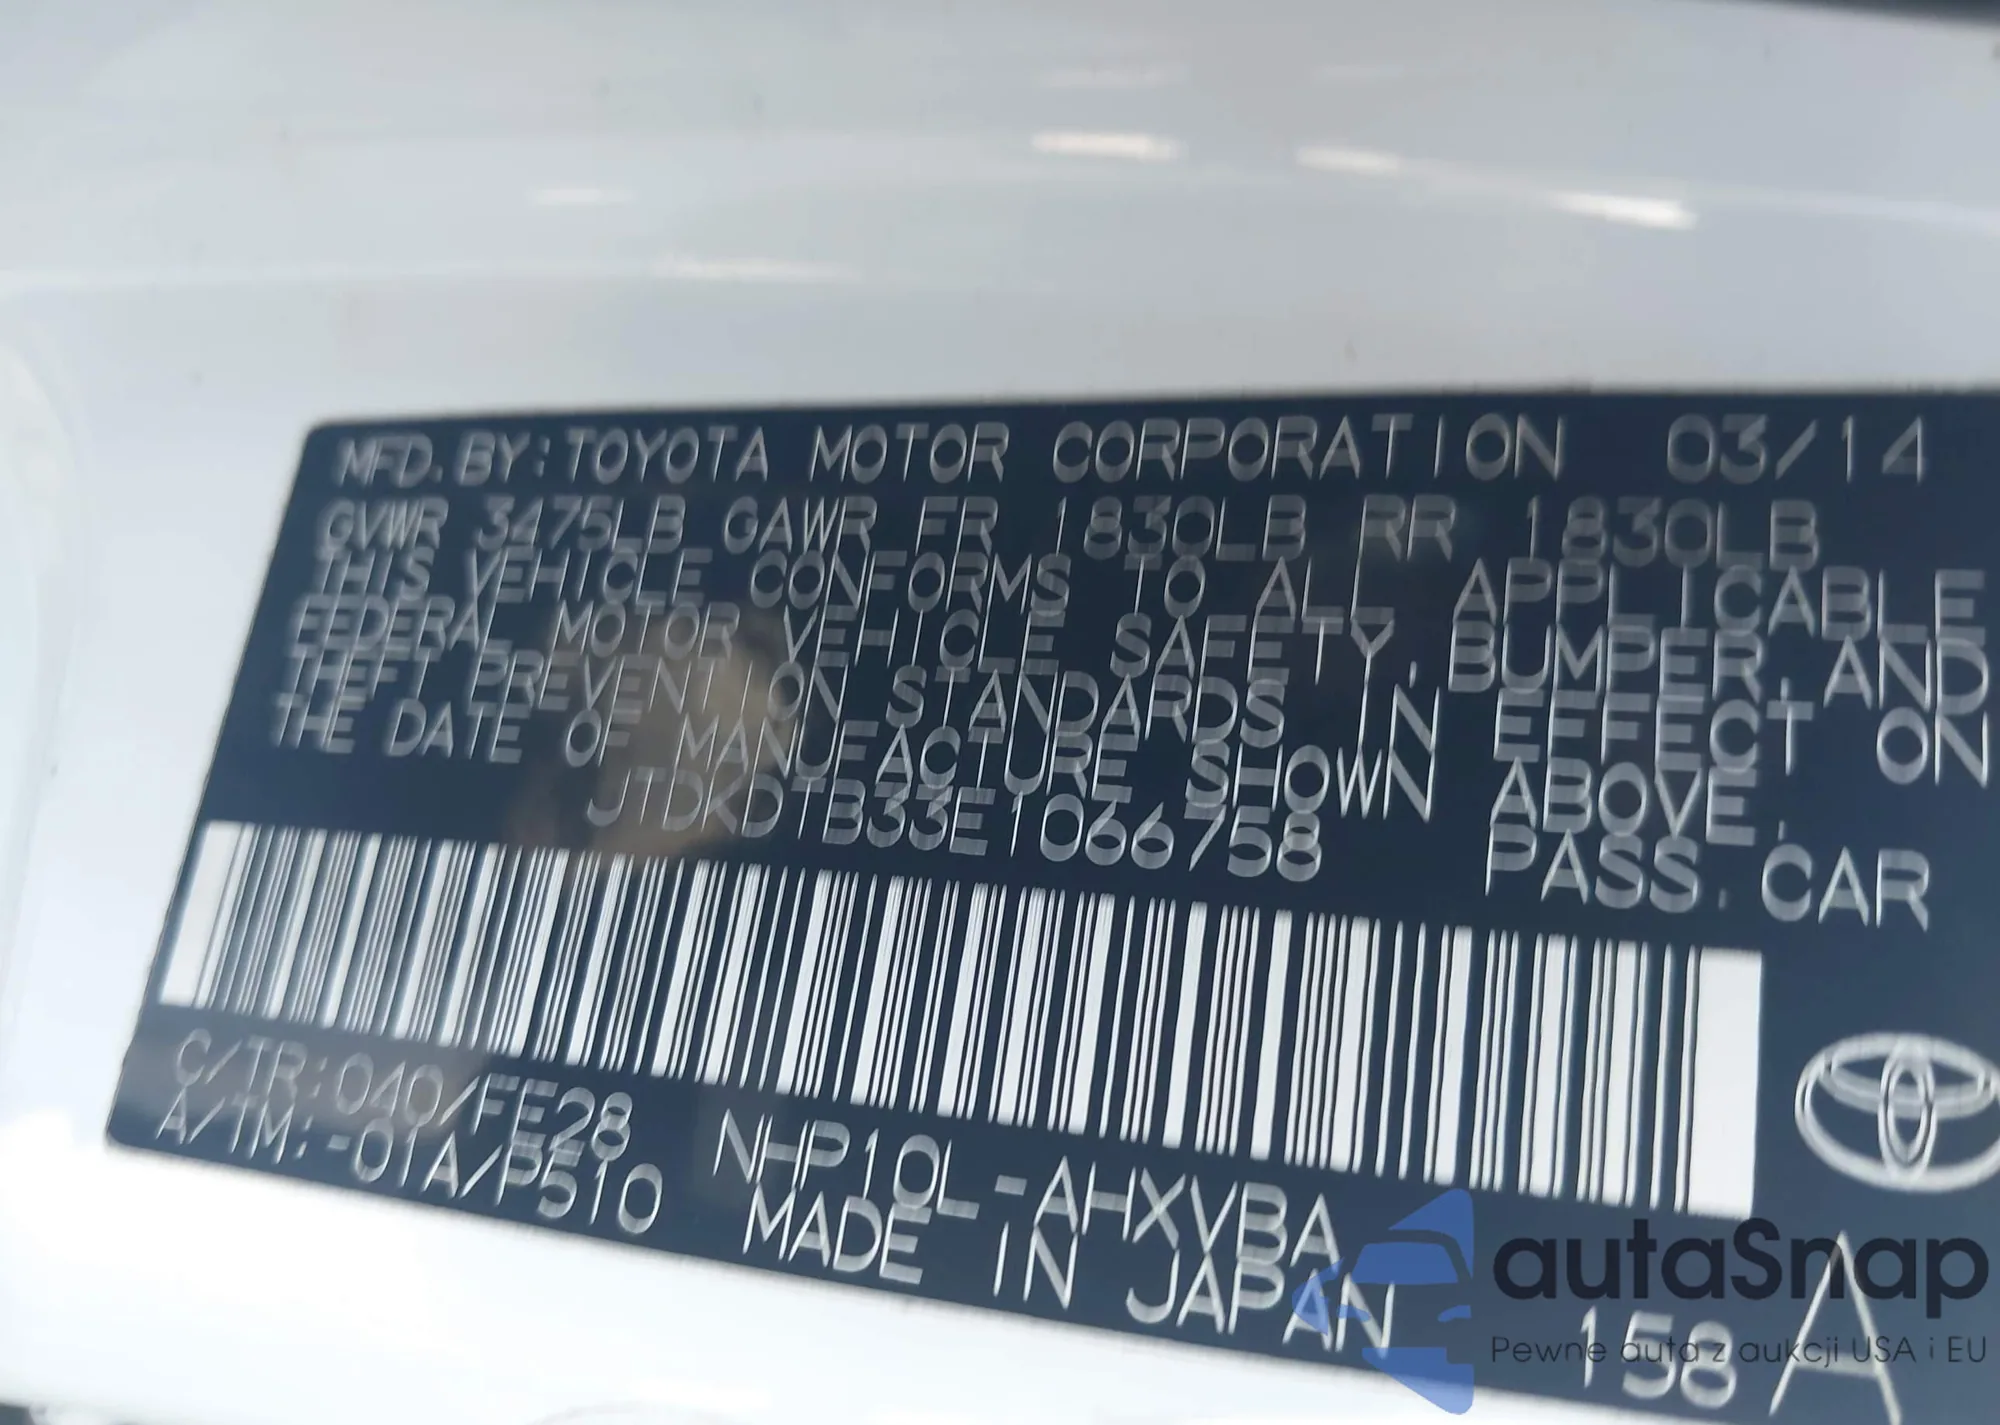 MFD. BY: TOYOTA MOTOR CORPORATION 03/14
GVWR 3475LB GAWR FR 1830LB RR 1830LB
THIS VEHICLE CONFORMS TO ALL APPLICABLE
FEDERAL MOTOR VEHICLE SAFETY, BUMPER, AND
THEFT PREVENTION STANDARDS IN EFFECT ON
THE DATE OF MANUFACTURE SHOWN ABOVE.
JTDKDTB33E1066758 PASS. CAR
C/TR:040/FE28 NHP10L-AHXVBA
A/TM:-01A/P510 MADE IN JAPAN 158 A
autaSnap
Pewne auta z aukcji USA i EU